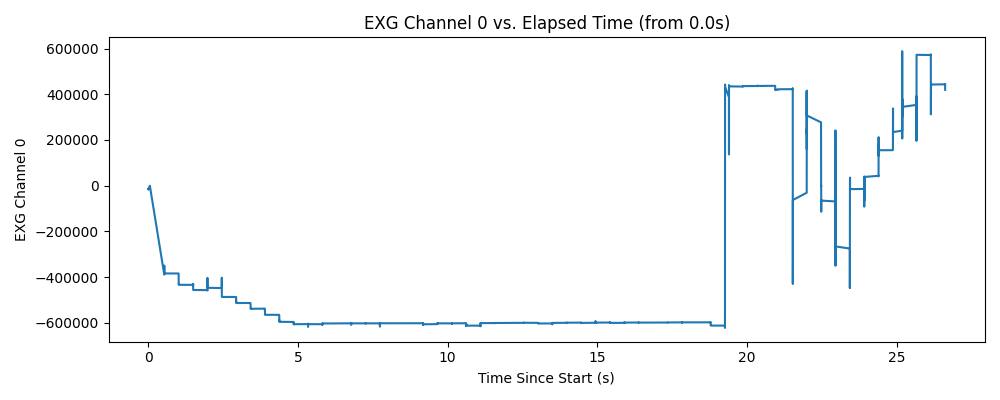 EXG Channel 0 vs. Elapsed Time (from 0.0s)
EXG Channel 0
600000
400000
200000
0
−200000
−400000
−600000
0 5 10 15 20 25
Time Since Start (s)